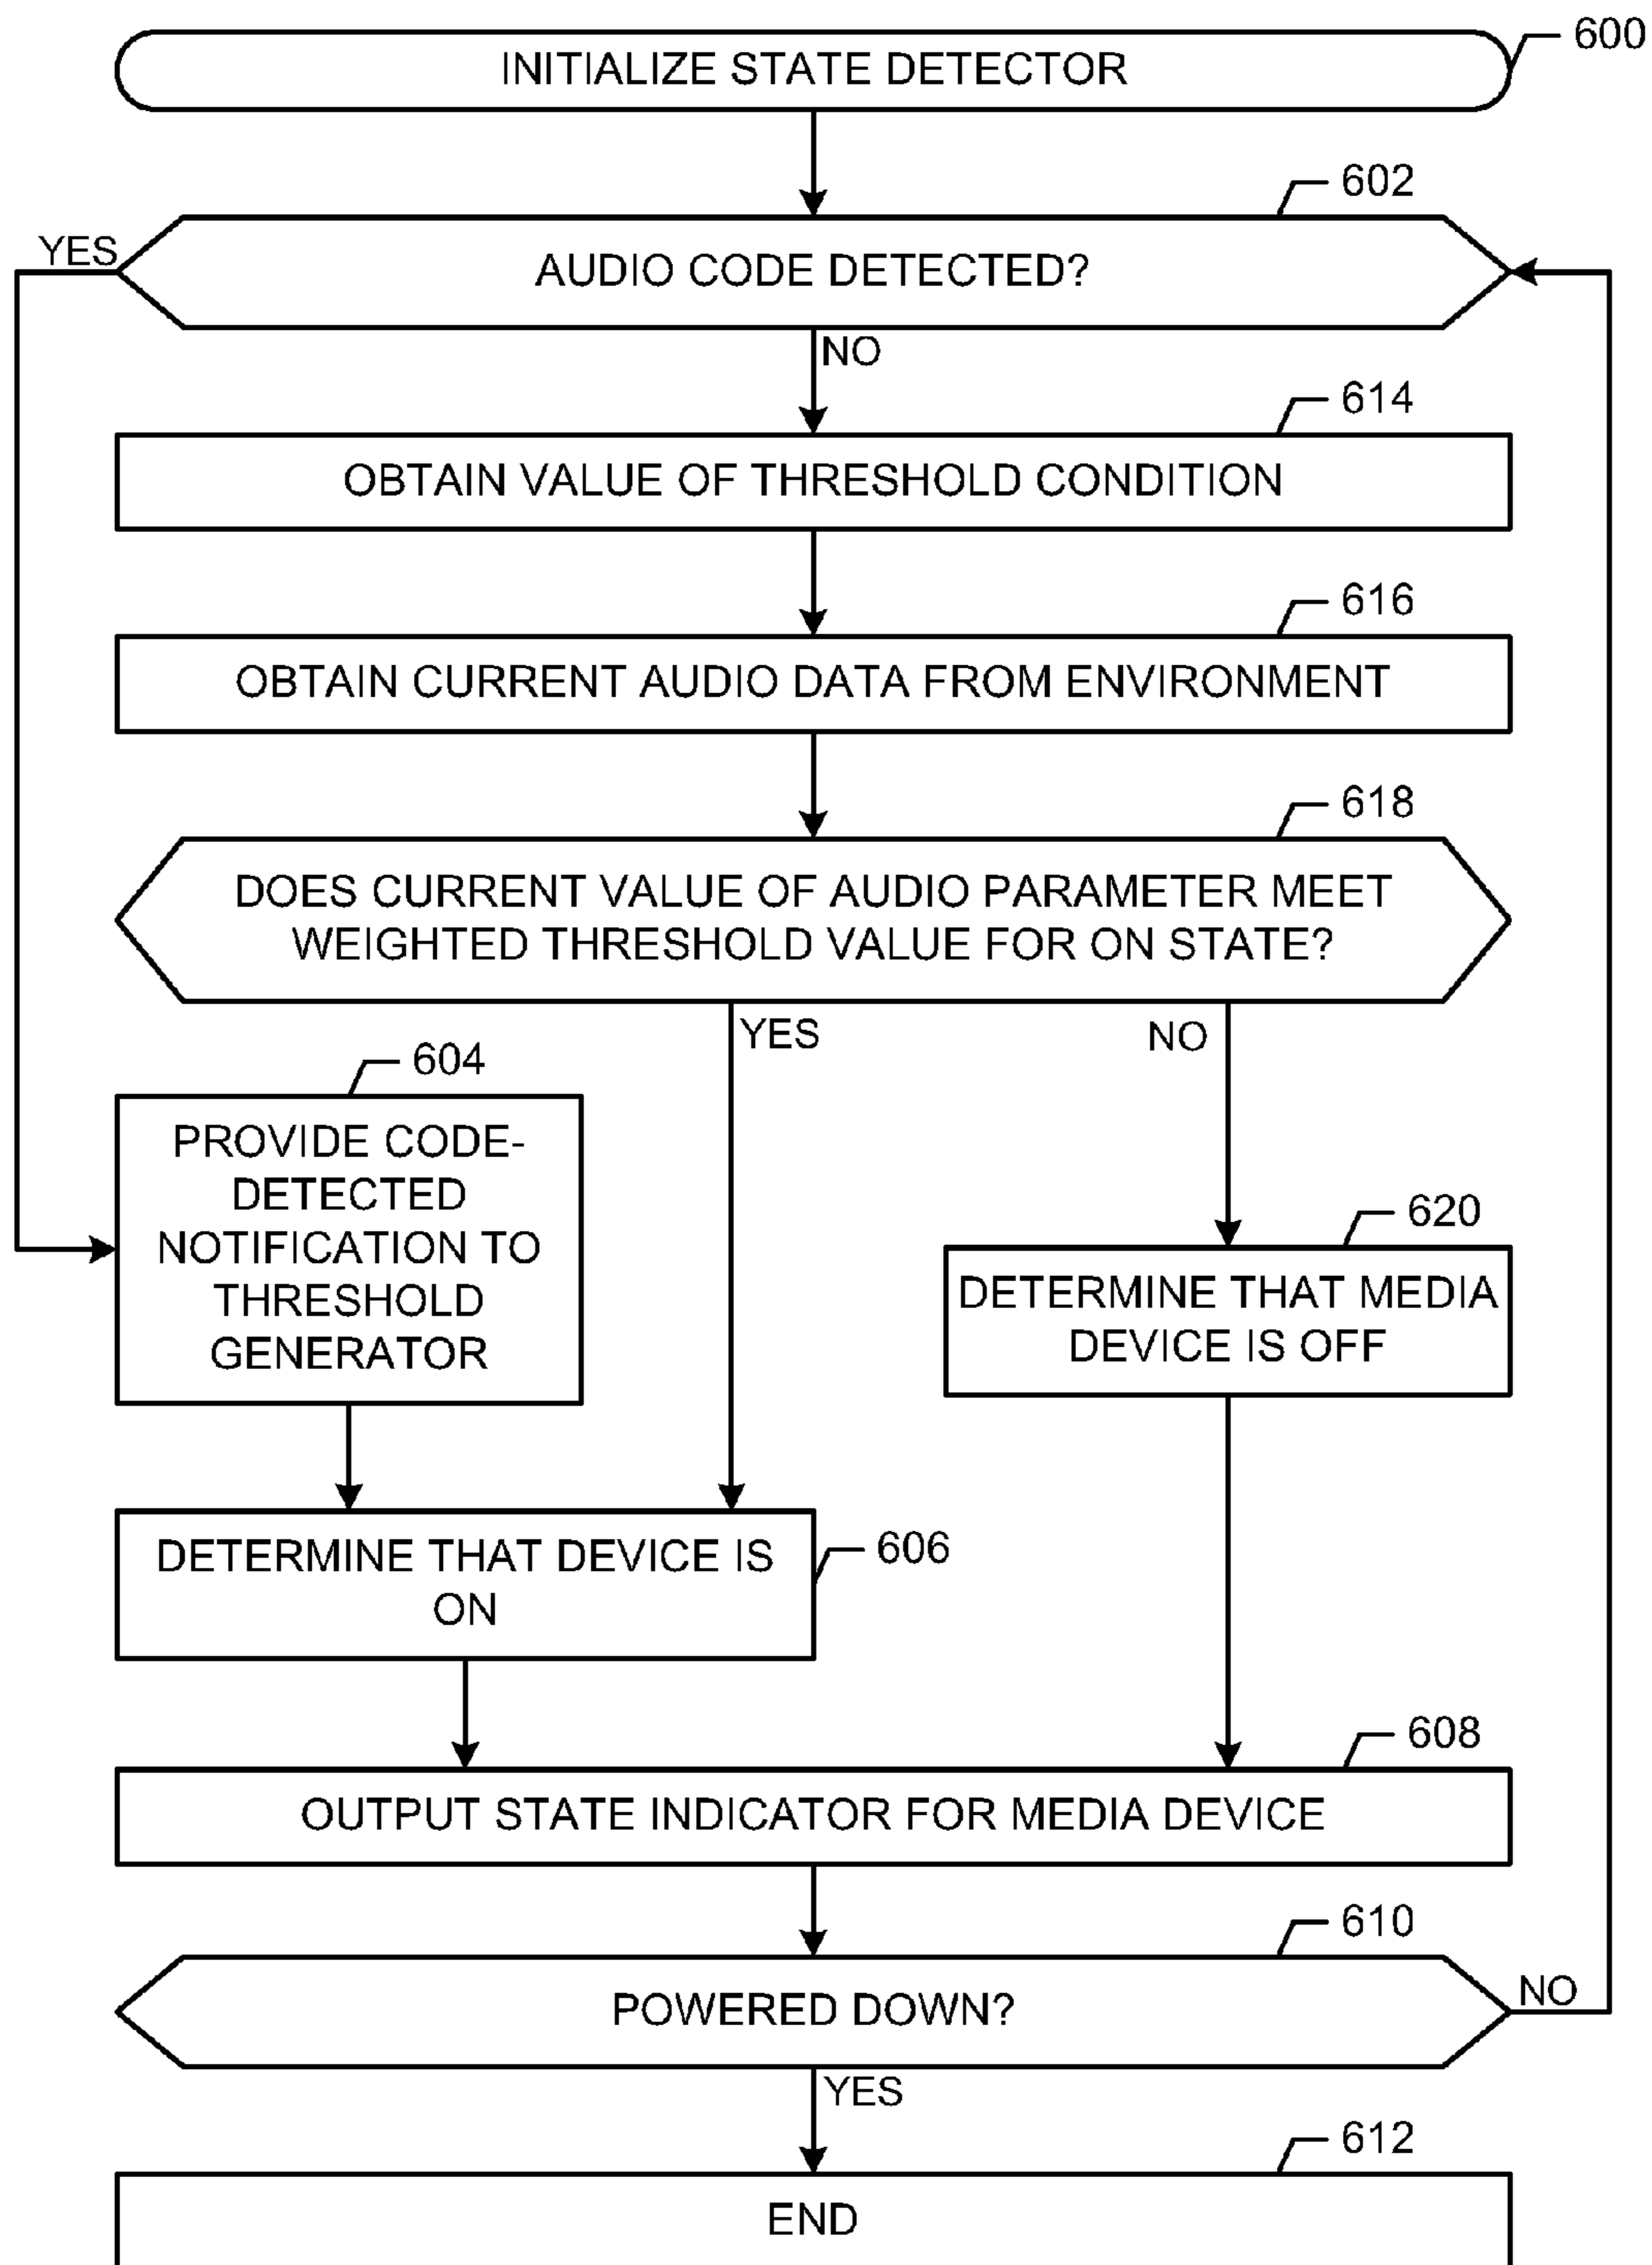 600
INITIALIZE STATE DETECTOR
602
YES
AUDIO CODE DETECTED?
NO
614
OBTAIN VALUE OF THRESHOLD CONDITION
616
OBTAIN CURRENT AUDIO DATA FROM ENVIRONMENT
618
DOES CURRENT VALUE OF AUDIO PARAMETER MEET
WEIGHTED THRESHOLD VALUE FOR ON STATE?
YES
NO
604
PROVIDE CODE-
DETECTED
NOTIFICATION TO
THRESHOLD
GENERATOR
620
DETERMINE THAT MEDIA
DEVICE IS OFF
606
DETERMINE THAT DEVICE IS
ON
608
OUTPUT STATE INDICATOR FOR MEDIA DEVICE
610
POWERED DOWN?
NO
YES
612
END